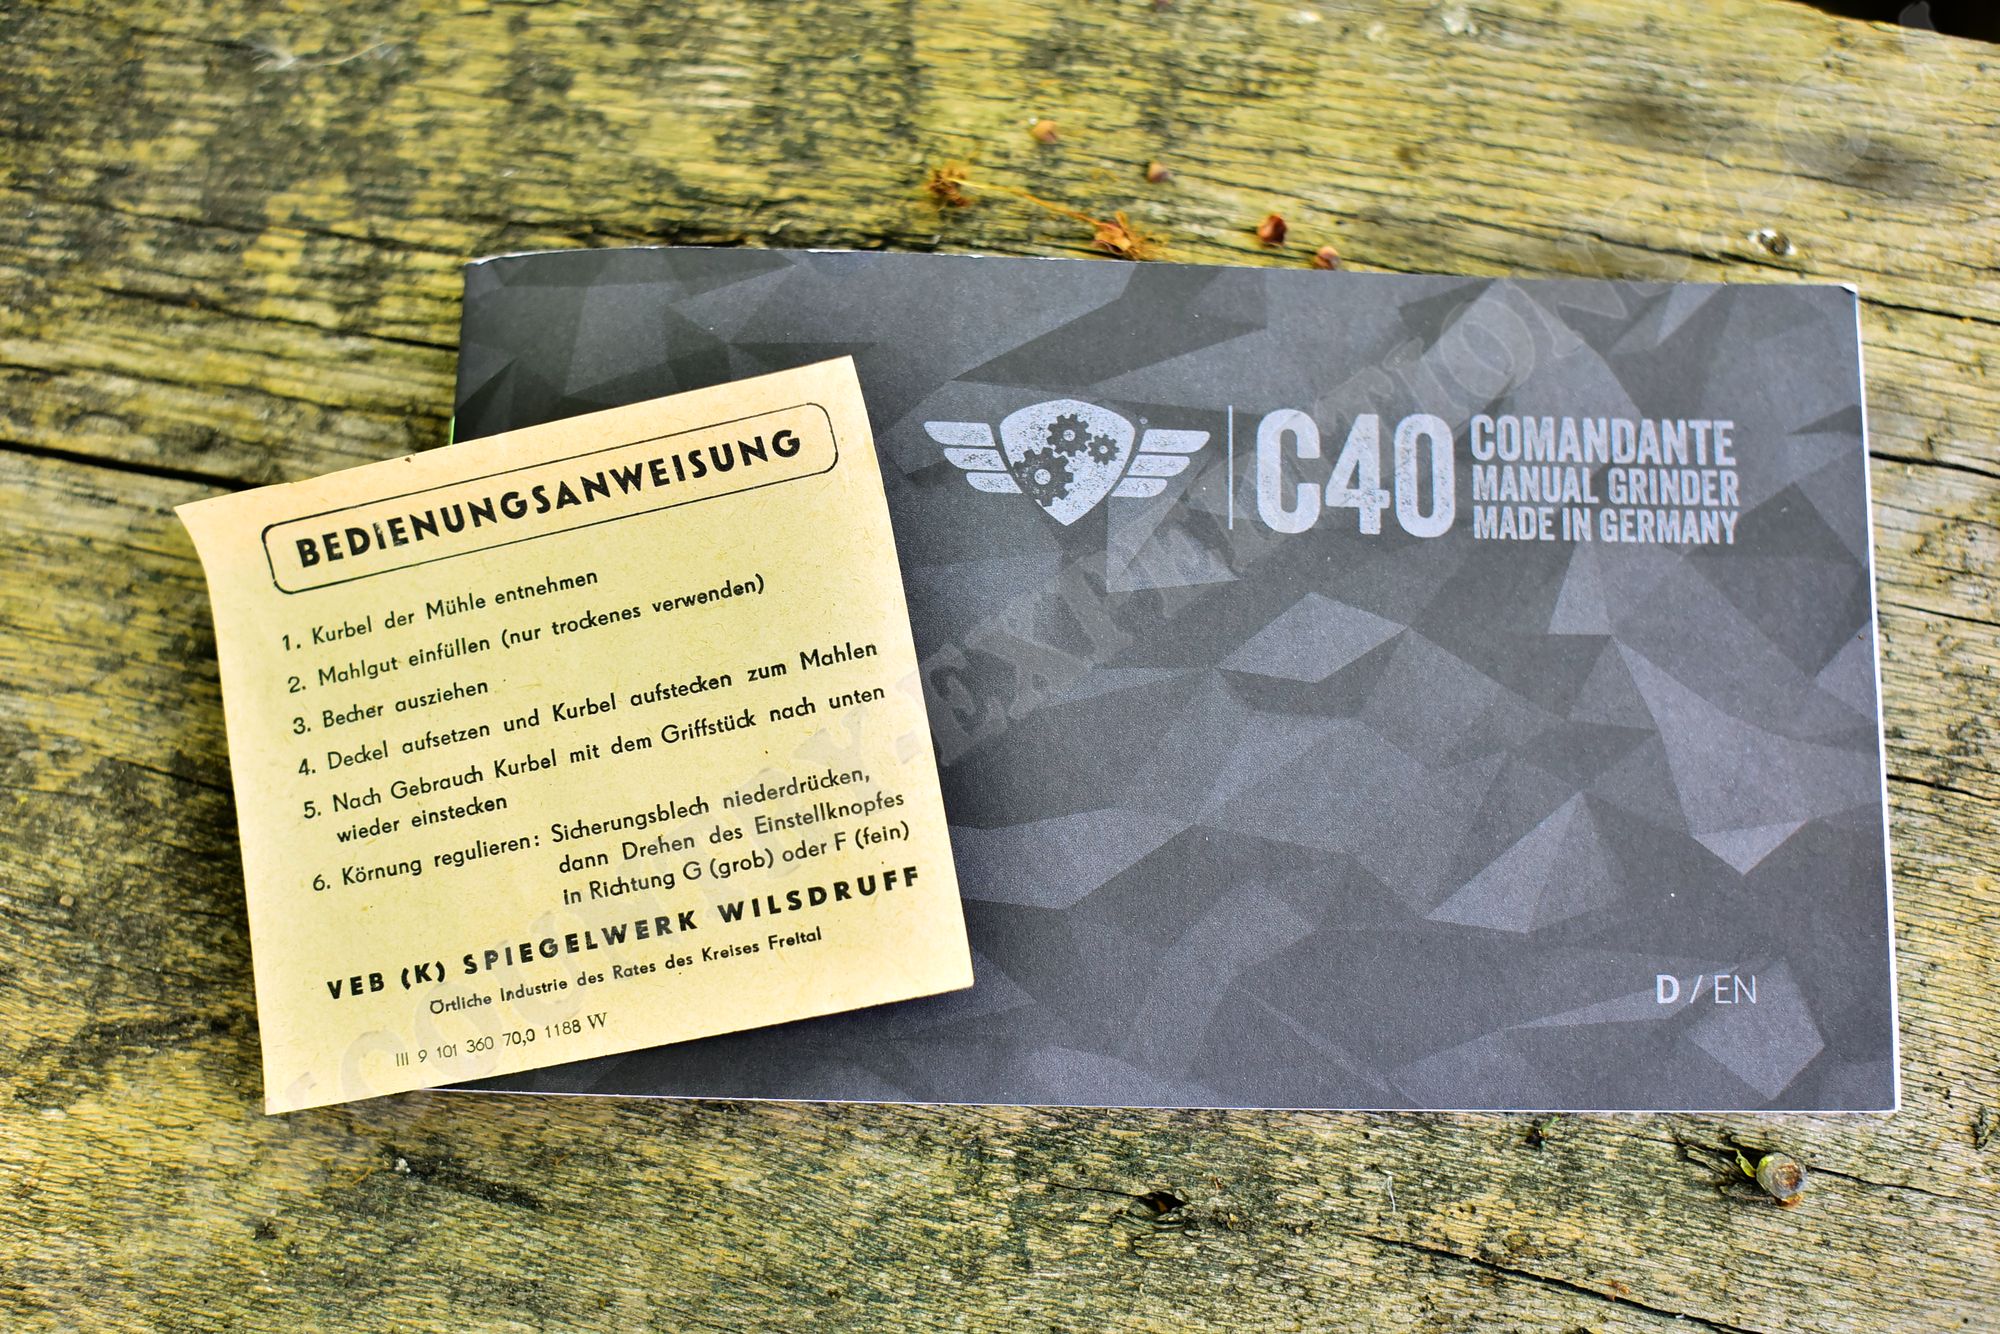 BEDIENUNGSANWEISUNG
1. Kurbel der Mühle entnehmen
2. Mahlgut einfüllen (nur trockenes verwenden)
3. Becher ausziehen
4. Deckel aufsetzen und Kurbel aufstecken zum Mahlen
5. Nach Gebrauch Kurbel mit dem Griffstück nach unten
wieder einstecken
6. Körnung regulieren: Sicherungsblech niederdrücken,
dann Drehen des Einstellknopfes
in Richtung G (grob) oder F (fein)
VEB (K) SPIEGELWERK WILSDRUFF
Örtliche Industrie des Rates des Kreises Freital
III 9 101 360 70,0 1188 W
C40
COMANDANTE
MANUAL GRINDER
MADE IN GERMANY
D / EN